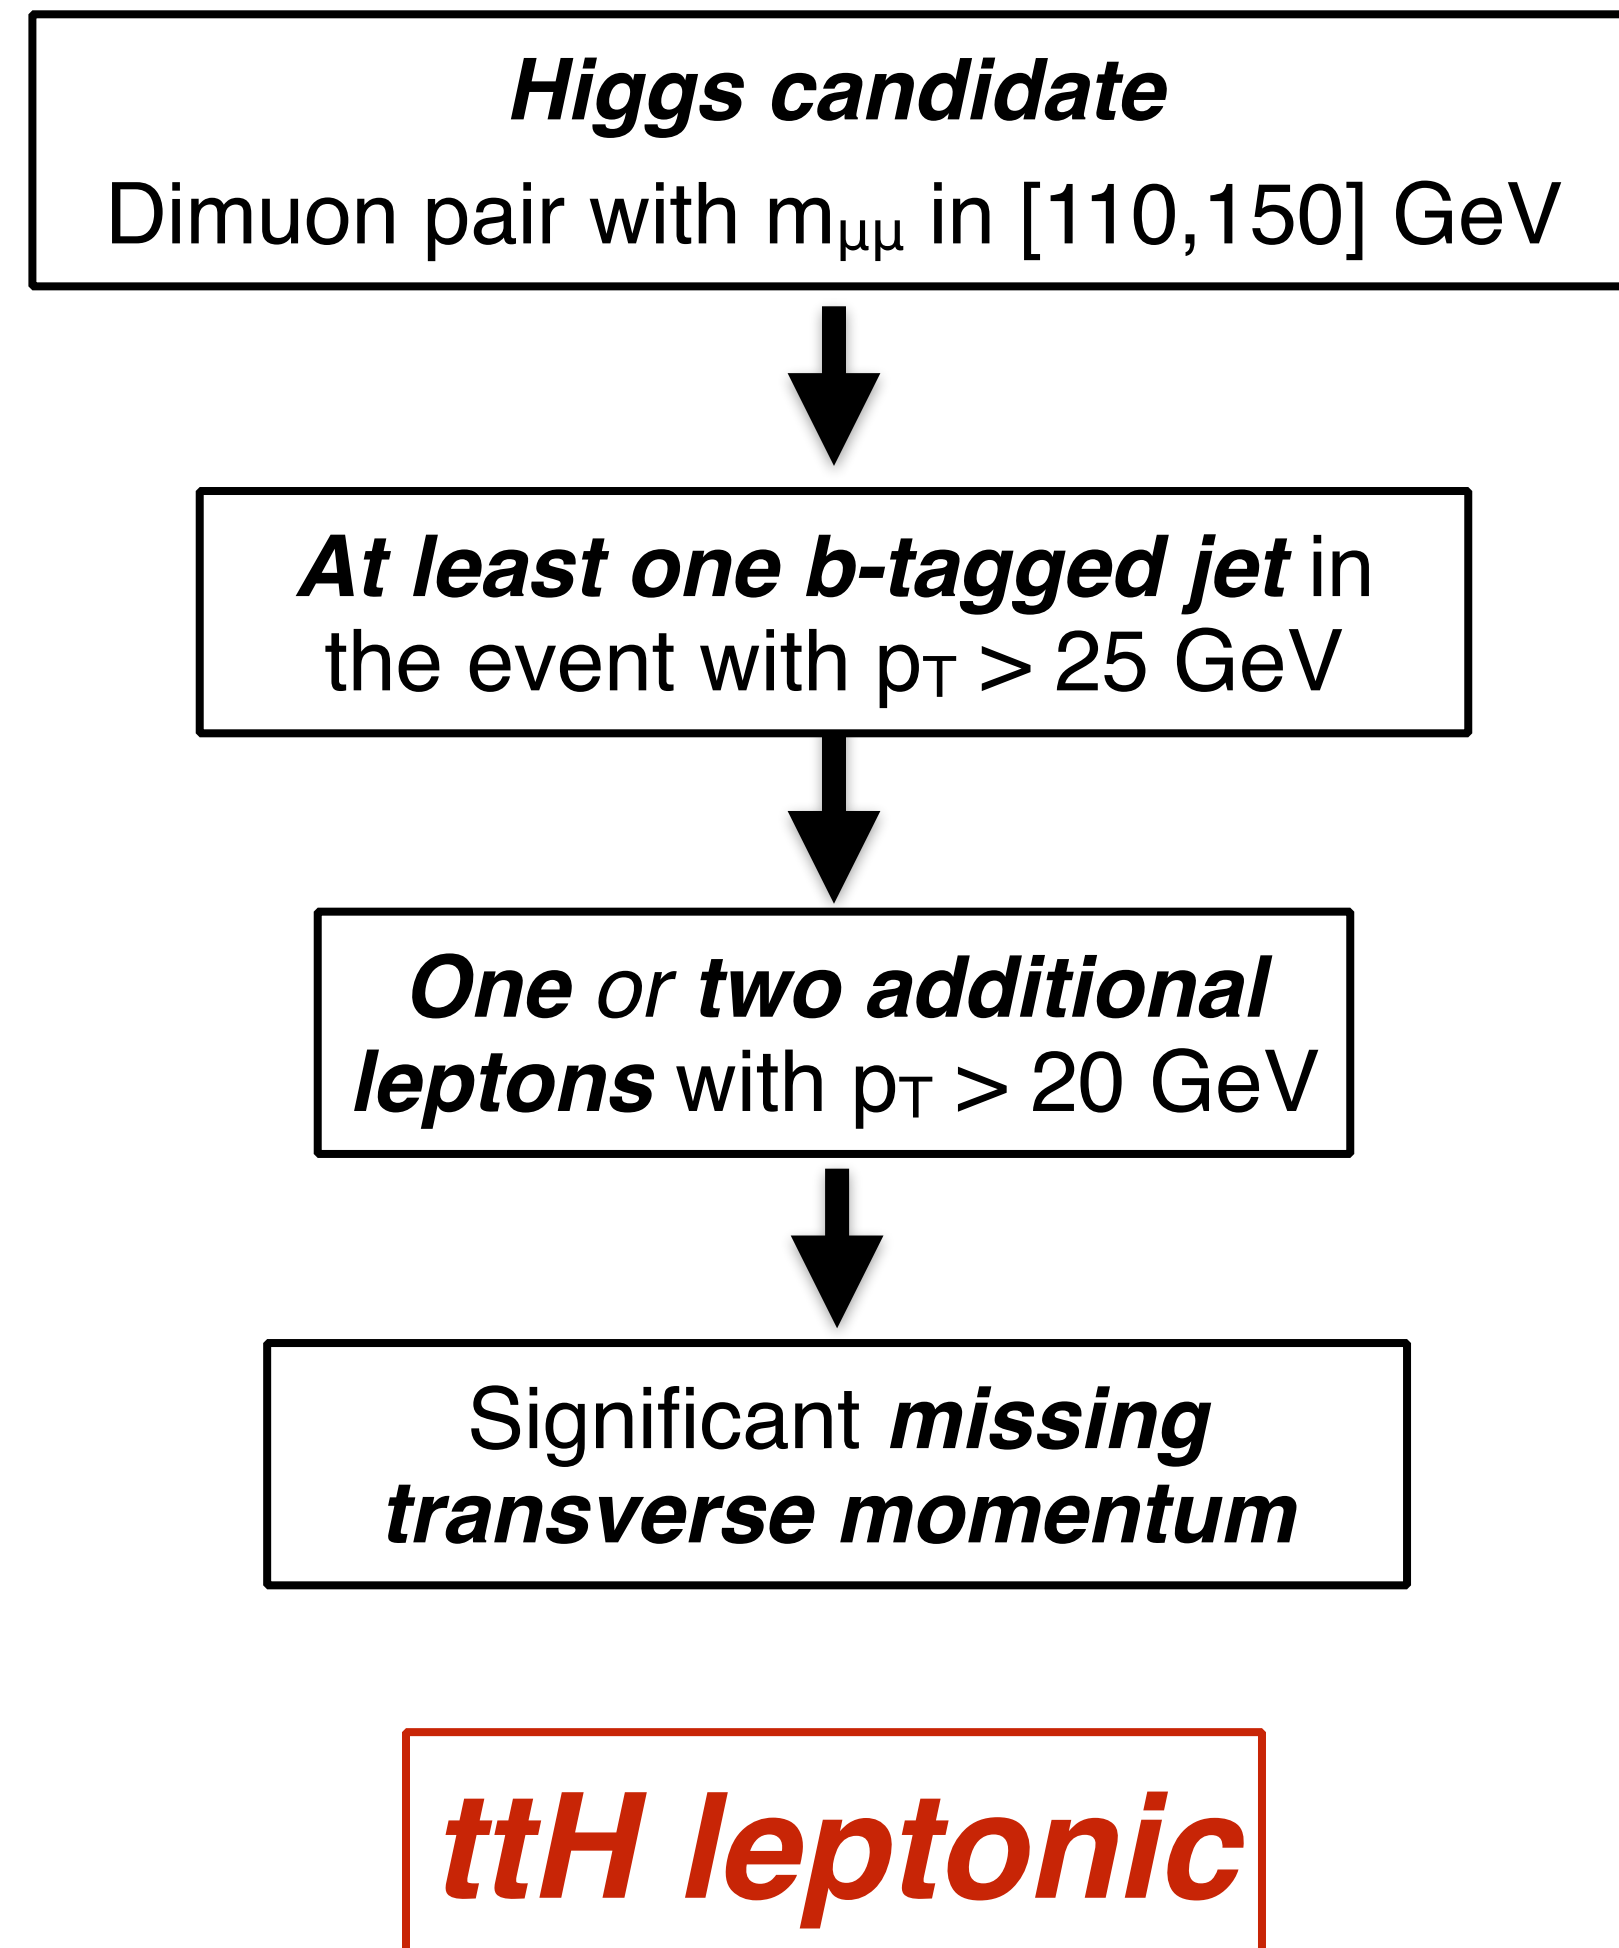 Higgs candidate
Dimuon pair with mμμ in [110,150] GeV
At least one b-tagged jet in
the event with pT > 25 GeV
One or two additional
leptons with pT > 20 GeV
Significant missing
transverse momentum
ttH leptonic